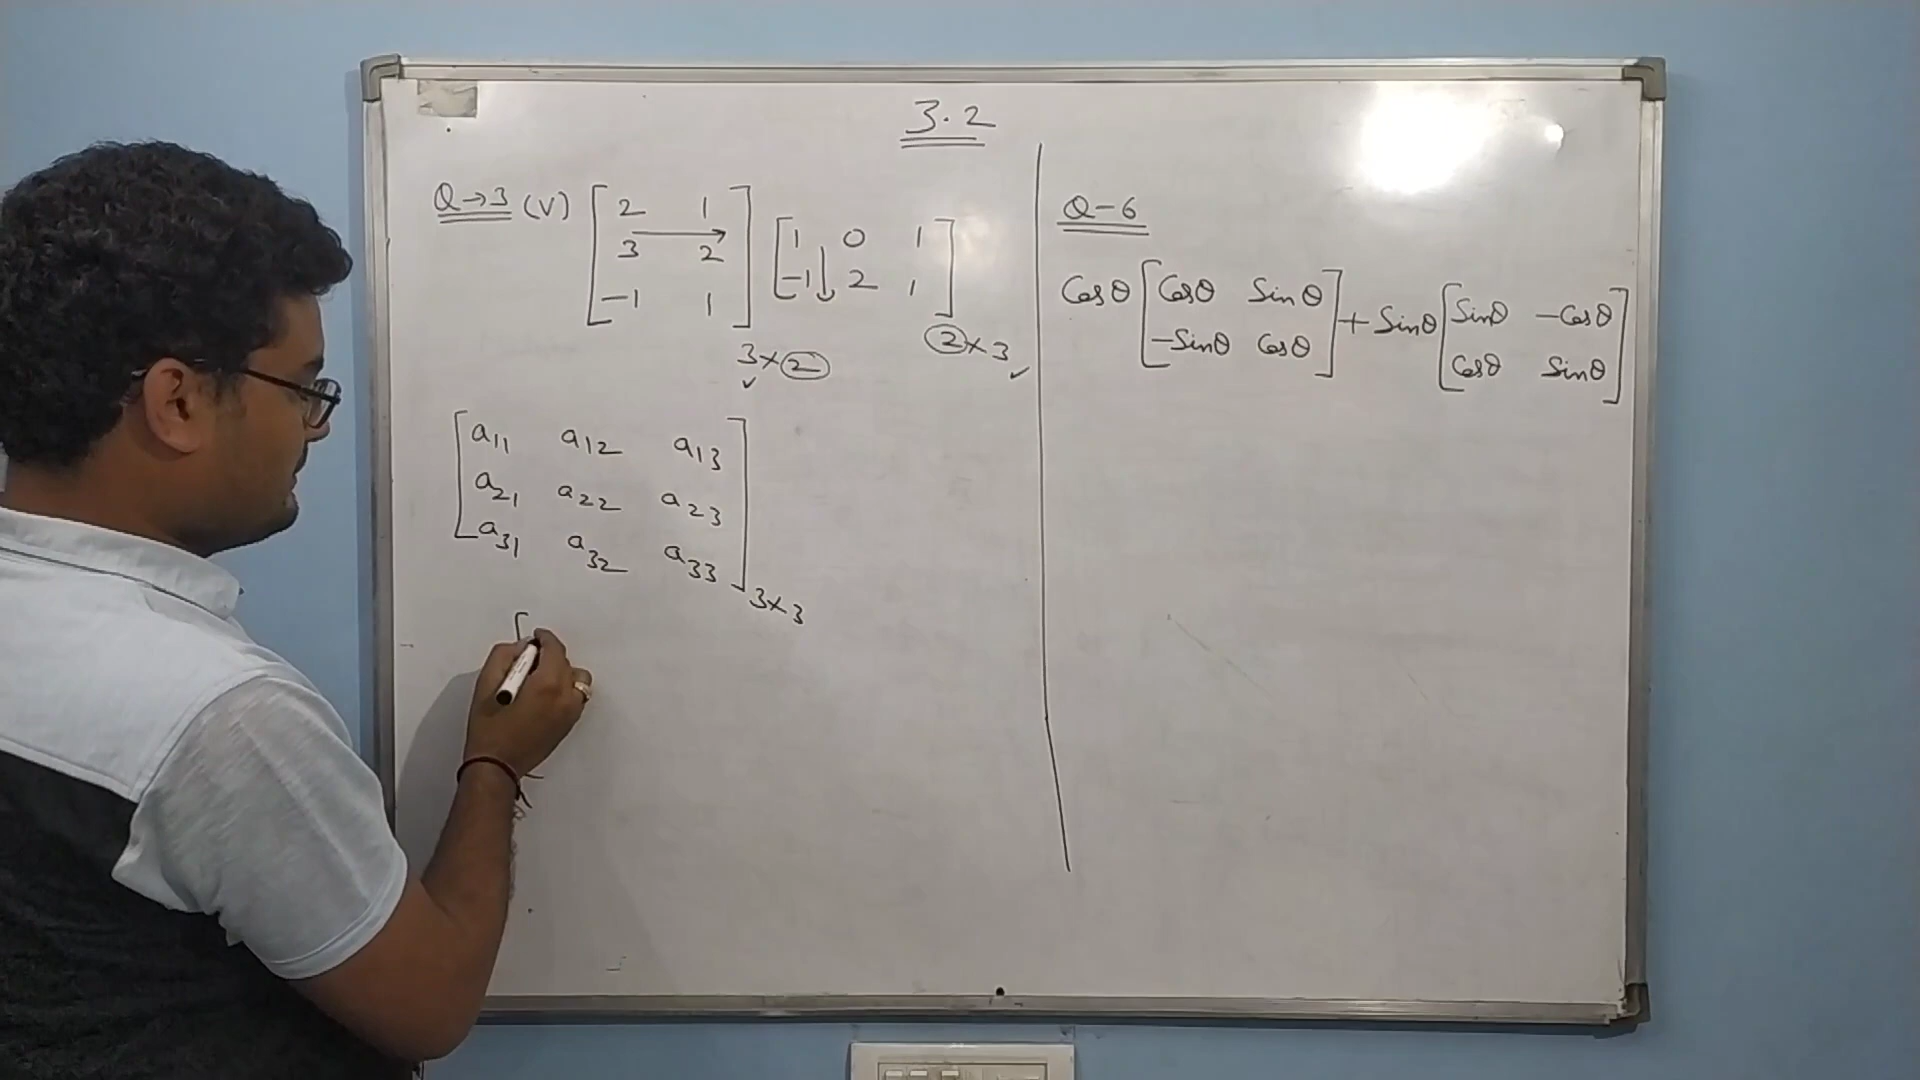 3.2
Q→3 (V) [2 1] [1 0 1]
[3 2] [-1 2 1]
[-1 1]
3×2 2×3
[a11 a12 a13]
[a21 a22 a23]
[a31 a32 a33] 3×3
[
Q-6
Cosθ [Cosθ Sinθ] + Sinθ [Sinθ -Cosθ]
[-Sinθ Cosθ] [Cosθ Sinθ]